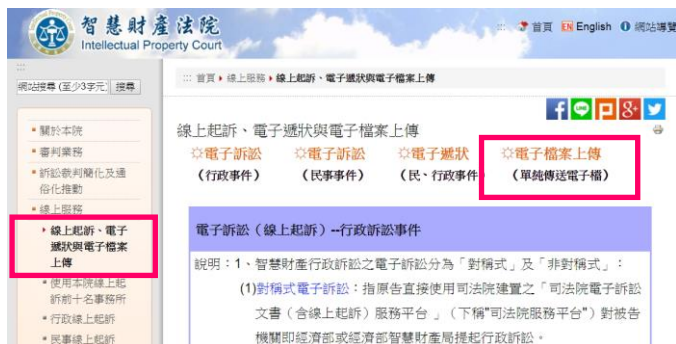 智慧財產法院
Intellectual Property Court
首頁 EN English 網站導覽
網站搜尋(至少3字元) 搜尋
首頁 線上服務 線上起訴、電子遞狀與電子檔案上傳
關於本院
審判業務
訴訟裁判簡化及通
俗化推動
線上服務
線上起訴、電子
遞狀與電子檔案
上傳
使用本院線上起
訴前十名事務所
行政線上起訴
民事線上起訴
線上起訴、電子遞狀與電子檔案上傳
☼電子訴訟 ☼電子訴訟 ☼電子遞狀 ☼電子檔案上傳
(行政事件) (民事事件) (民、行政事件) (單純傳送電子檔)
電子訴訟(線上起訴)--行政訴訟事件
說明:1、智慧財產行政訴訟之電子訴訟分為「對稱式」及「非對稱式」:
(1)對稱式電子訴訟:指原告直接使用司法院建置之「司法院電子訴訟
文書(含線上起訴)服務平台 」(下稱"司法院服務平台")對被告
機關即經濟部或經濟部智慧財產局提起行政訴訟。